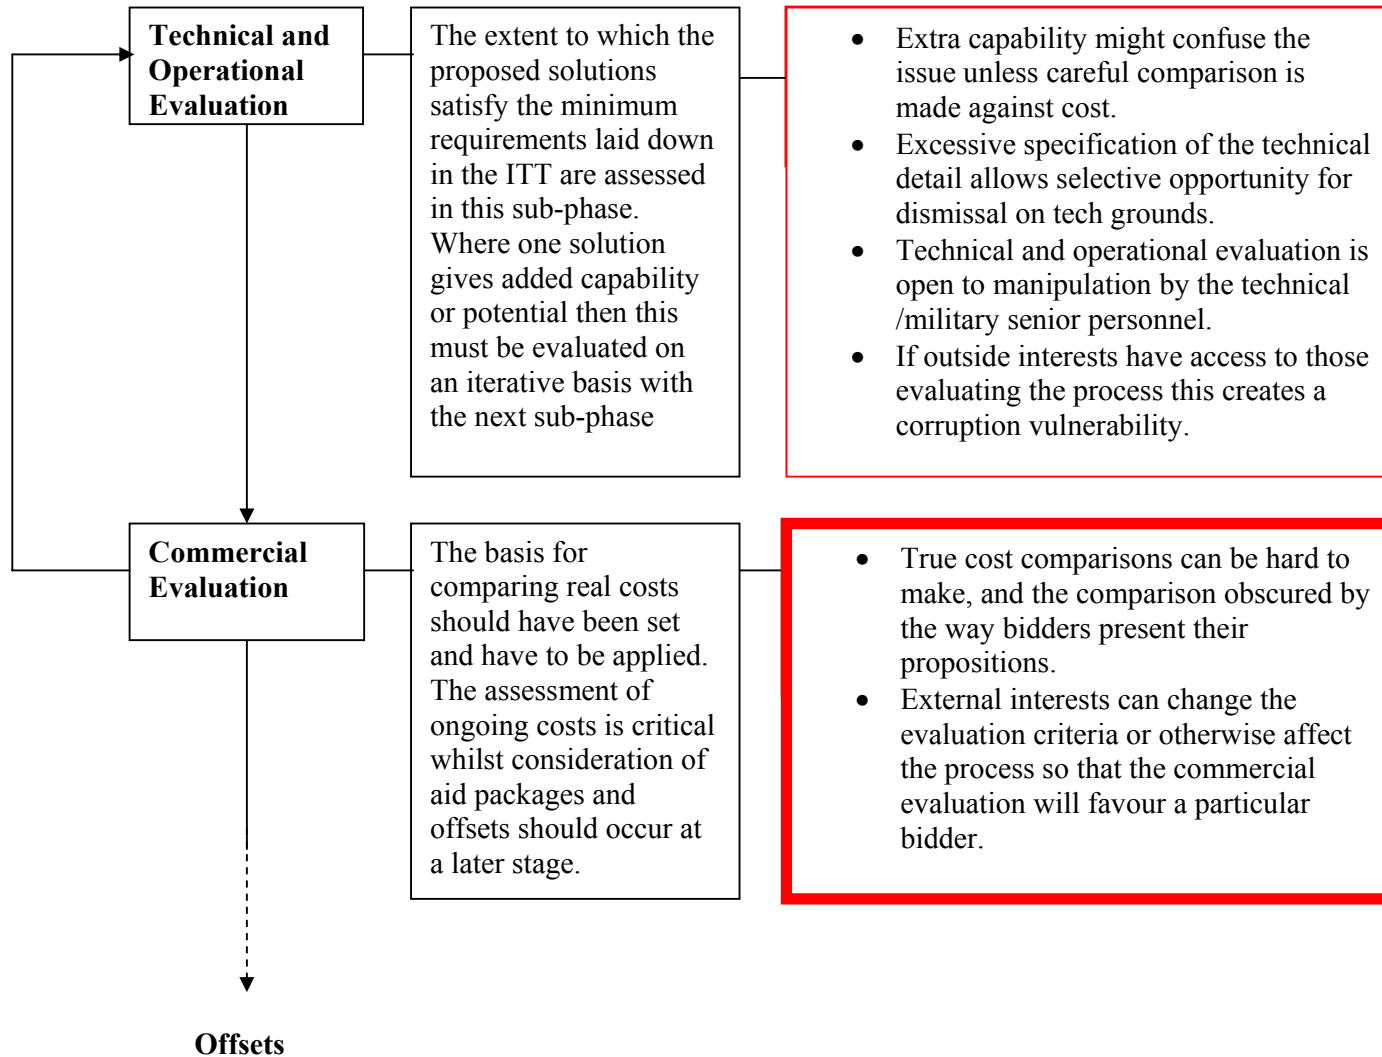 Technical and
Operational
Evaluation
The extent to which the
proposed solutions
satisfy the minimum
requirements laid down
in the ITT are assessed
in this sub-phase.
Where one solution
gives added capability
or potential then this
must be evaluated on
an iterative basis with
the next sub-phase
• Extra capability might confuse the
issue unless careful comparison is
made against cost.
• Excessive specification of the technical
detail allows selective opportunity for
dismissal on tech grounds.
• Technical and operational evaluation is
open to manipulation by the technical
/military senior personnel.
• If outside interests have access to those
evaluating the process this creates a
corruption vulnerability.
Commercial
Evaluation
The basis for
comparing real costs
should have been set
and have to be applied.
The assessment of
ongoing costs is critical
whilst consideration of
aid packages and
offsets should occur at
a later stage.
• True cost comparisons can be hard to
make, and the comparison obscured by
the way bidders present their
propositions.
• External interests can change the
evaluation criteria or otherwise affect
the process so that the commercial
evaluation will favour a particular
bidder.
Offsets